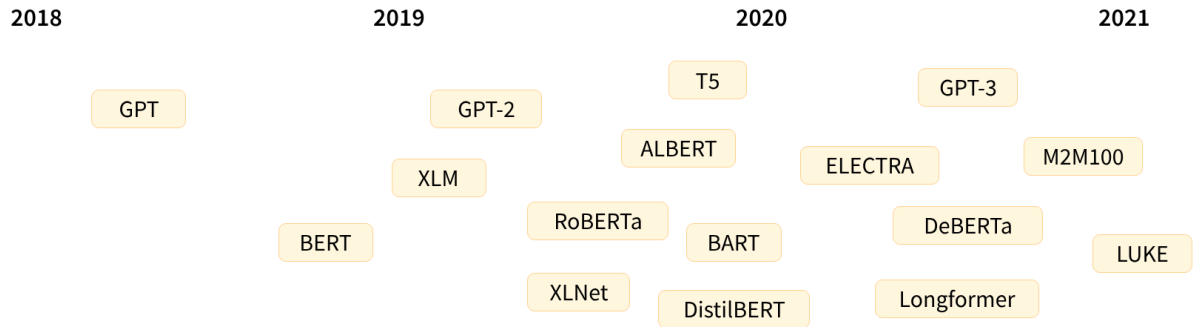 2018 2019 2020 2021
T5
GPT-3
GPT
GPT-2
ALBERT
M2M100
ELECTRA
XLM
RoBERTa
DeBERTa
BERT
BART
LUKE
XLNet
Longformer
DistilBERT